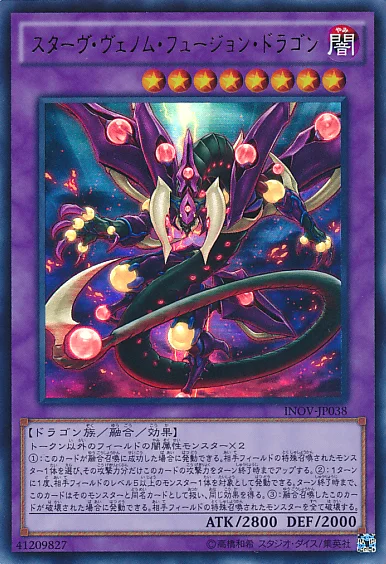 スターヴ・ヴェノム・フュージョン・ドラゴン 闇
INOV-JP038
【ドラゴン族／融合／効果】
トークン以外のフィールドの闇属性モンスター×2
①：このカードが融合召喚に成功した場合に発動できる。相手フィールドの特殊召喚されたモンスター1体を選び、その攻撃力分だけこのカードの攻撃力をターン終了時までアップする。②：1ターンに1度、相手フィールドのレベル5以上のモンスター1体を対象として発動できる。ターン終了時まで、このカードはそのモンスターと同名カードとして扱い、同じ効果を得る。③：融合召喚したこのカードが破壊された場合に発動できる。相手フィールドの特殊召喚されたモンスターを全て破壊する。
ATK/2800 DEF/2000
41209827
©高橋和希 スタジオ・ダイス/集英社